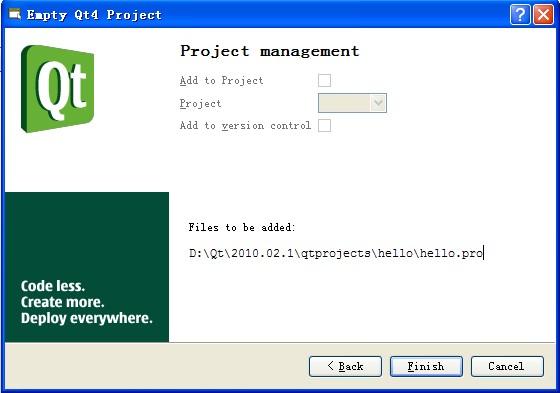 Empty Qt4 Project
Qt
Project management
Add to Project
Project
Add to version control
Files to be added:
D:\Qt\2010.02.1\qtprojects\hello\hello.pro
Code less.
Create more.
Deploy everywhere.
< Back
Finish
Cancel